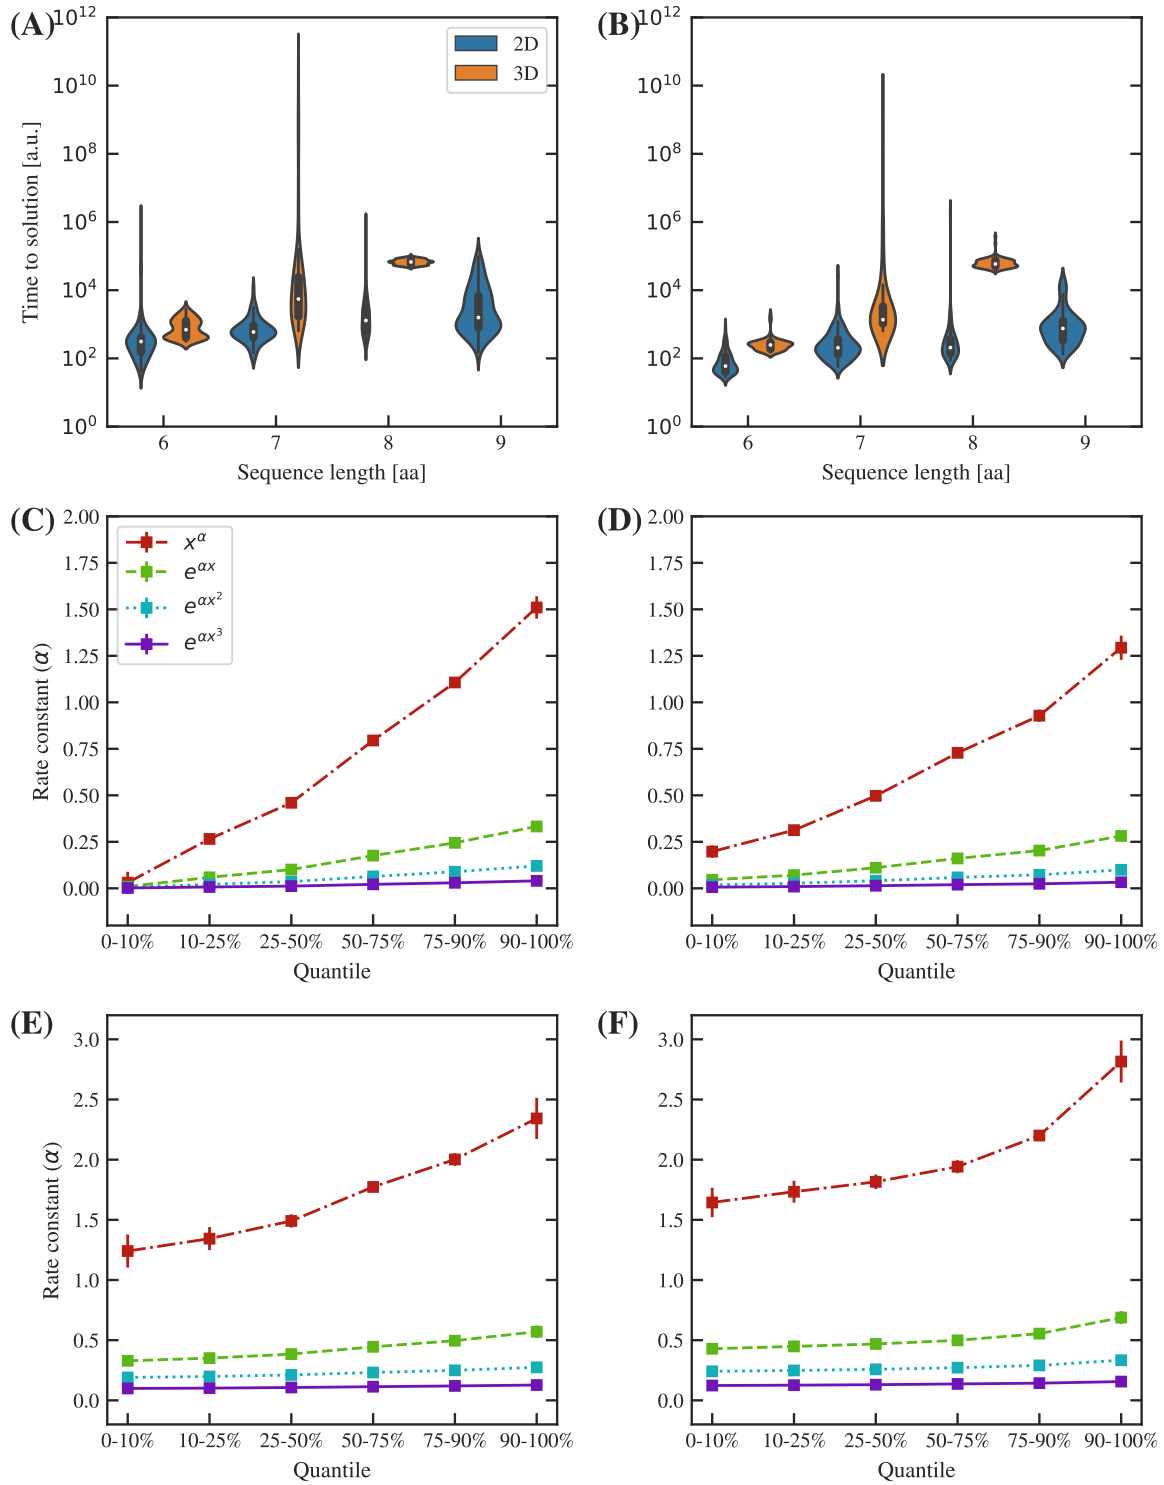 (A)
10^12
10^10
10^8
10^6
10^4
10^2
10^0
Time to solution [a.u.]
2D
3D
6 7 8 9
Sequence length [aa]
(B)
10^12
10^10
10^8
10^6
10^4
10^2
10^0
6 7 8 9
Sequence length [aa]
(C)
2.00
1.75
1.50
1.25
1.00
0.75
0.50
0.25
0.00
Rate constant (α)
x^α
e^{αx}
e^{αx^2}
e^{αx^3}
0-10% 10-25% 25-50% 50-75% 75-90% 90-100%
Quantile
(D)
2.00
1.75
1.50
1.25
1.00
0.75
0.50
0.25
0.00
0-10% 10-25% 25-50% 50-75% 75-90% 90-100%
Quantile
(E)
3.0
2.5
2.0
1.5
1.0
0.5
0.0
Rate constant (α)
0-10% 10-25% 25-50% 50-75% 75-90% 90-100%
Quantile
(F)
3.0
2.5
2.0
1.5
1.0
0.5
0.0
0-10% 10-25% 25-50% 50-75% 75-90% 90-100%
Quantile